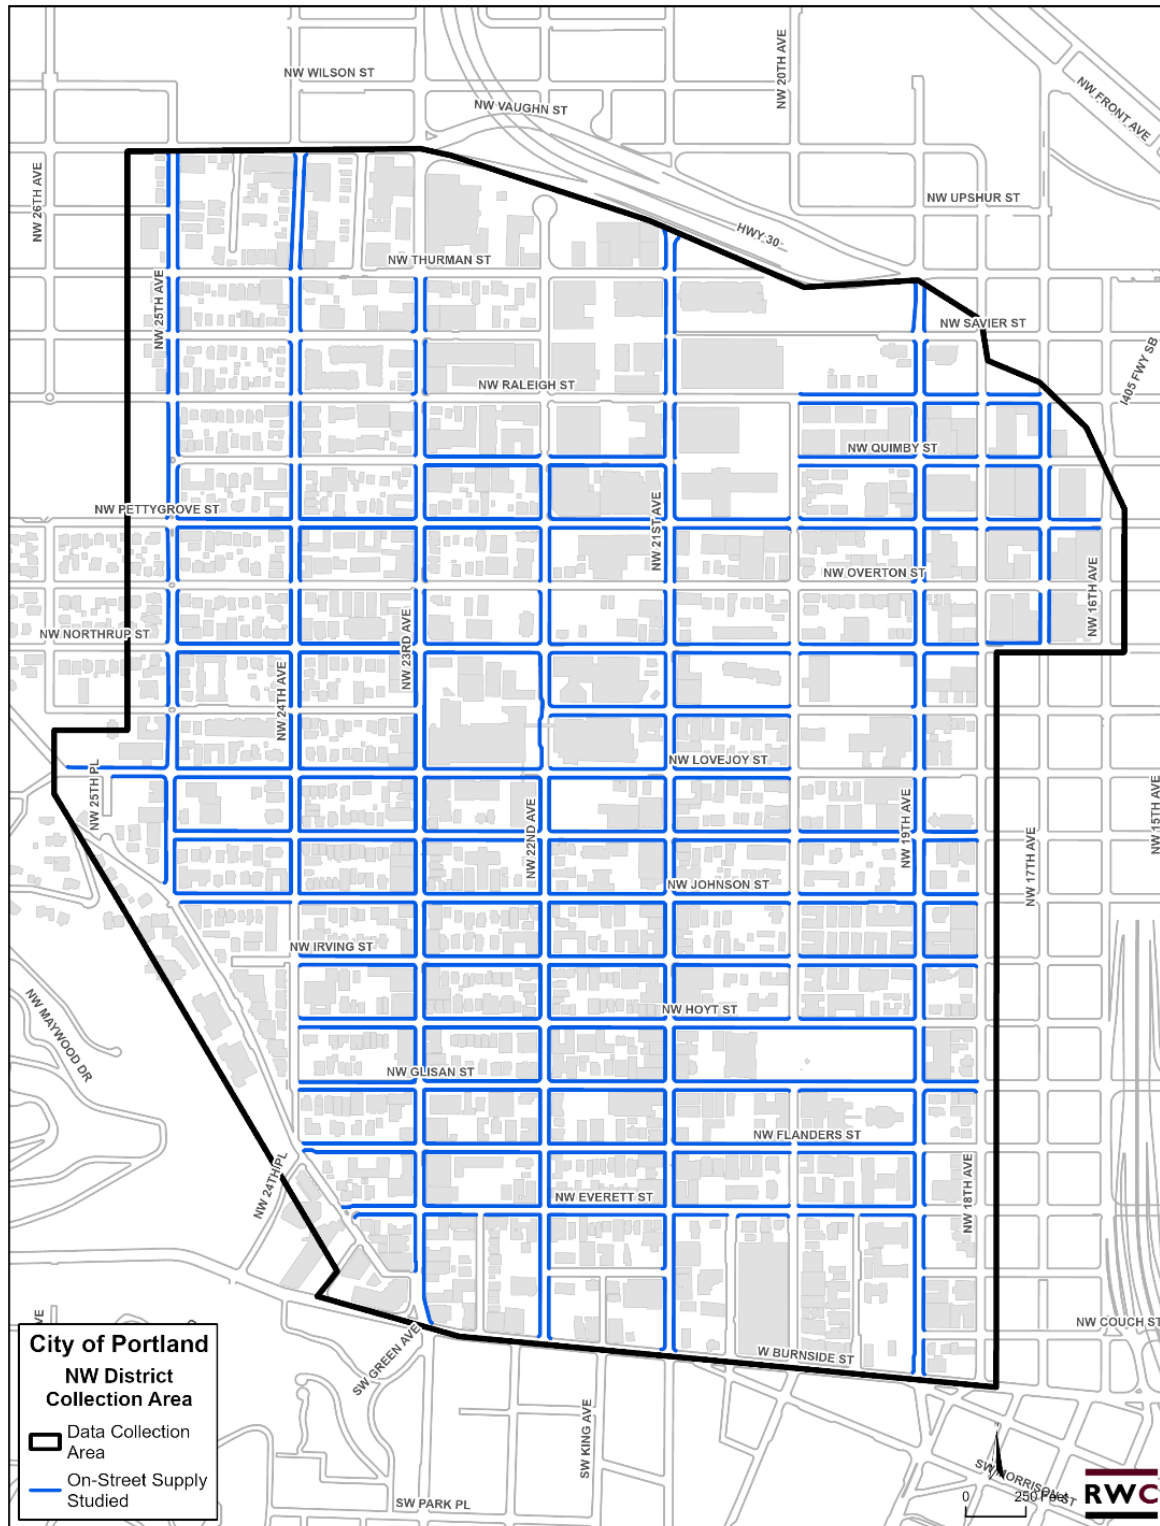 NW WILSON ST
NW 20TH AVE
NW FRONT AVE
NW VAUGHN ST
NW 26TH AVE
NW UPSHUR ST
HWY 30
NW THURMAN ST
NW 25TH AVE
NW SAVIER ST
I405 FWY SB
NW RALEIGH ST
NW QUIMBY ST
NW PETTYGROVE ST
NW 21ST AVE
NW OVERTON ST
NW 16TH AVE
NW NORTHRUP ST
NW 23RD AVE
NW 24TH AVE
NW LOVEJOY ST
NW 25TH PL
NW 22ND AVE
NW 19TH AVE
NW 15TH AVE
NW JOHNSON ST
NW 17TH AVE
NW IRVING ST
NW HOYT ST
NW MAYWOOD DR
NW GLISAN ST
NW FLANDERS ST
NW 24TH PL
NW EVERETT ST
NW 18TH AVE
NW COUCH ST
W BURNSIDE ST
SW GREEN AVE
SW KING AVE
SW MORRISON ST
SW PARK PL
VE
City of Portland
NW District
Collection Area
Data Collection
Area
On-Street Supply
Studied
0 250 Feet
RWC